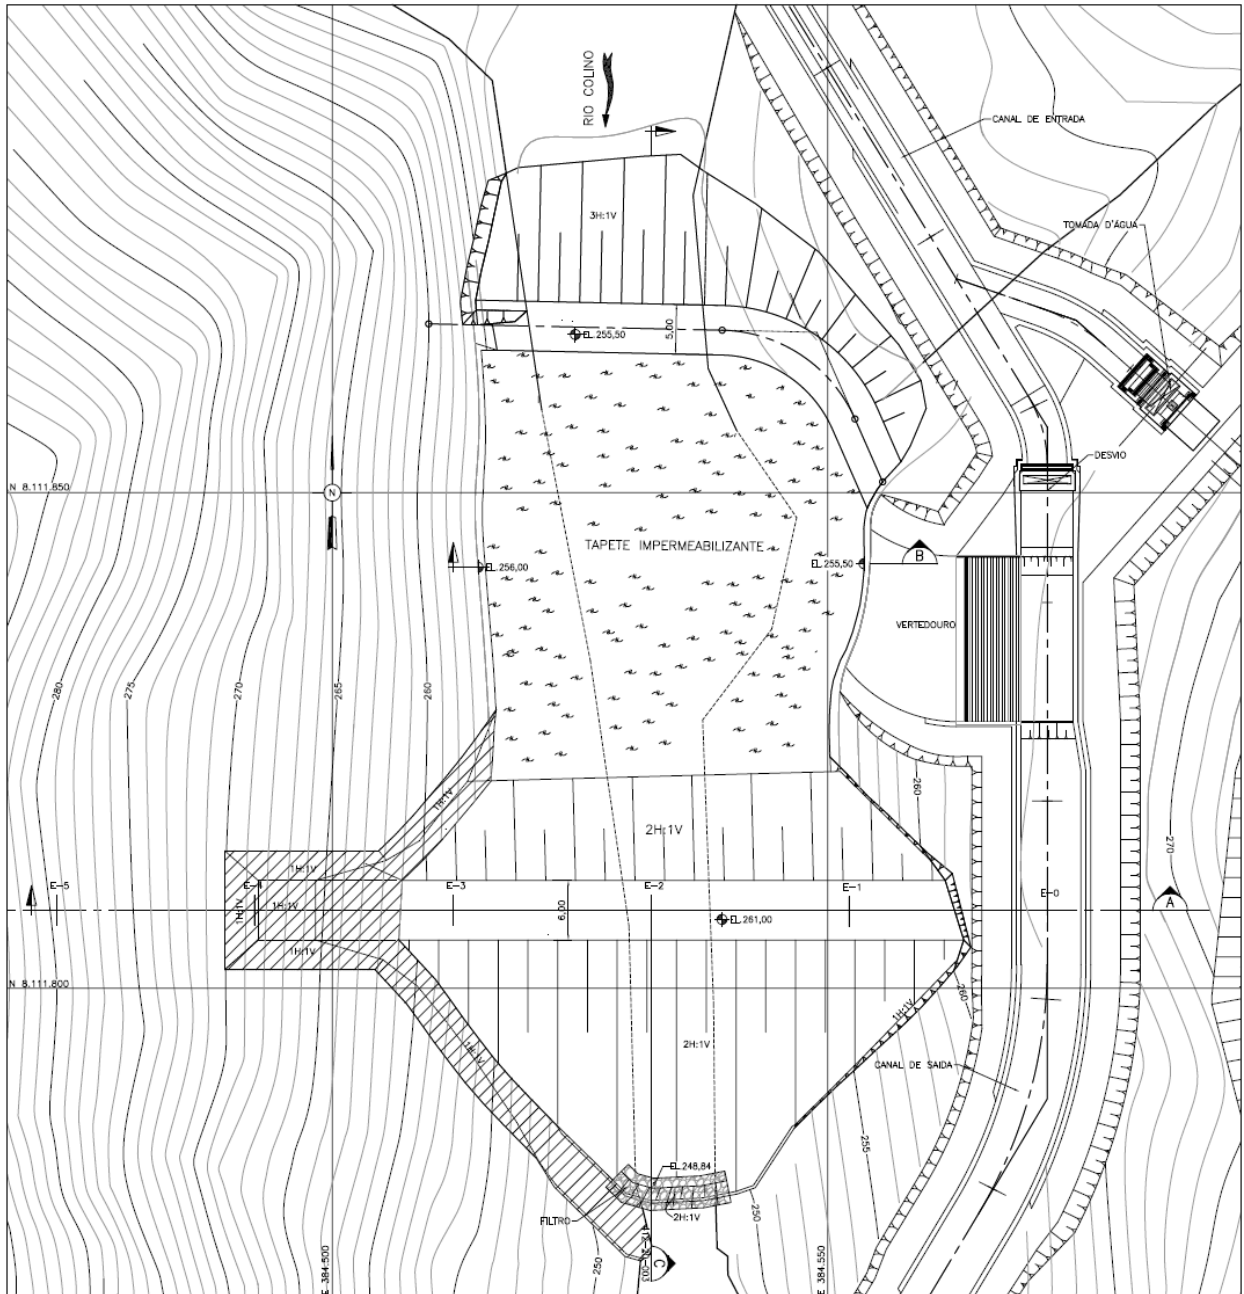 RIO COLINO
CANAL DE ENTRADA
3H:1V
TOMADA D'ÁGUA
EL.255,50
5,00
DESVIO
N 8.111.850
N
TAPETE IMPERMEABILIZANTE
B
EL.256,00
EL.255,50
VERTEDOURO
280
275
270
265
260
260
1H:1V
2H:1V
270
1H:1V
E-5
E-4
E-3
E-2
E-1
E-0
1H:1V
1H:1V
6,00
EL.261,00
A
1H:1V
N 8.111.800
260
1H:1V
1H:1V
2H:1V
CANAL DE SAIDA
255
EL.248,84
FILTRO
2H:1V
250
250
C
E 384.500
E 384.550